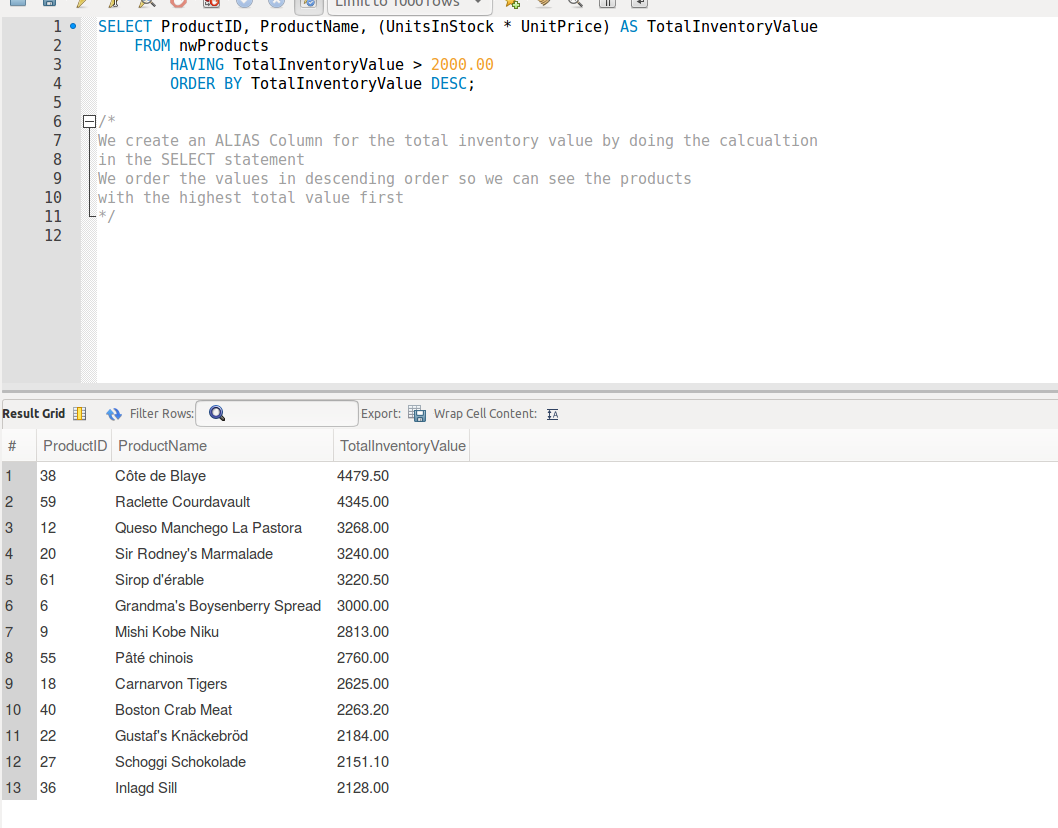 Limit to 1000 rows
1 SELECT ProductID, ProductName, (UnitsInStock * UnitPrice) AS TotalInventoryValue
2 FROM nwProducts
3 HAVING TotalInventoryValue > 2000.00
4 ORDER BY TotalInventoryValue DESC;
5
6 /*
7 We create an ALIAS Column for the total inventory value by doing the calcualtion
8 in the SELECT statement
9 We order the values in descending order so we can see the products
10 with the highest total value first
11 */
12
Result Grid Filter Rows: Export: Wrap Cell Content: IA
# ProductID ProductName TotalInventoryValue
1 38 Côte de Blaye 4479.50
2 59 Raclette Courdavault 4345.00
3 12 Queso Manchego La Pastora 3268.00
4 20 Sir Rodney's Marmalade 3240.00
5 61 Sirop d'érable 3220.50
6 6 Grandma's Boysenberry Spread 3000.00
7 9 Mishi Kobe Niku 2813.00
8 55 Pâté chinois 2760.00
9 18 Carnarvon Tigers 2625.00
10 40 Boston Crab Meat 2263.20
11 22 Gustaf's Knäckebröd 2184.00
12 27 Schoggi Schokolade 2151.10
13 36 Inlagd Sill 2128.00